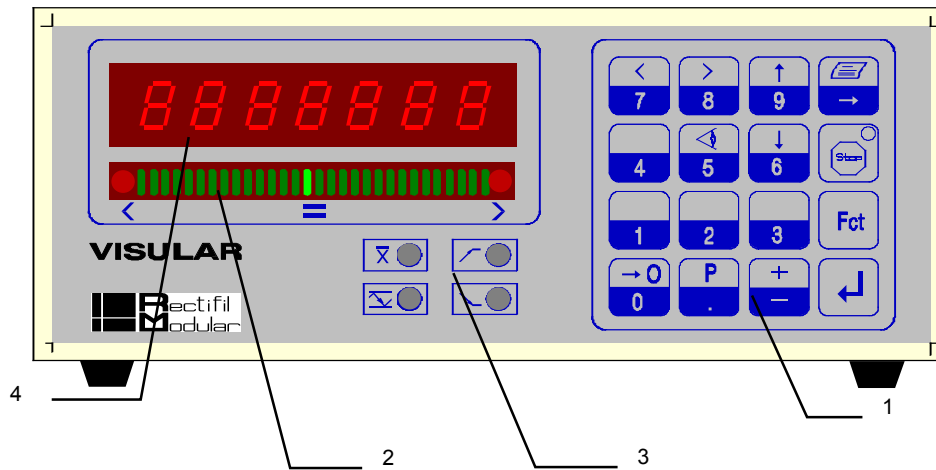 8888888
< = >
< > ↑
7 8 9 →
4 5 ↓ 6 Stop
1 2 3 Fct
→0 P +
0 . − ↵
VISULAR
X̄
Rectifil
Modular
4
1
2
3